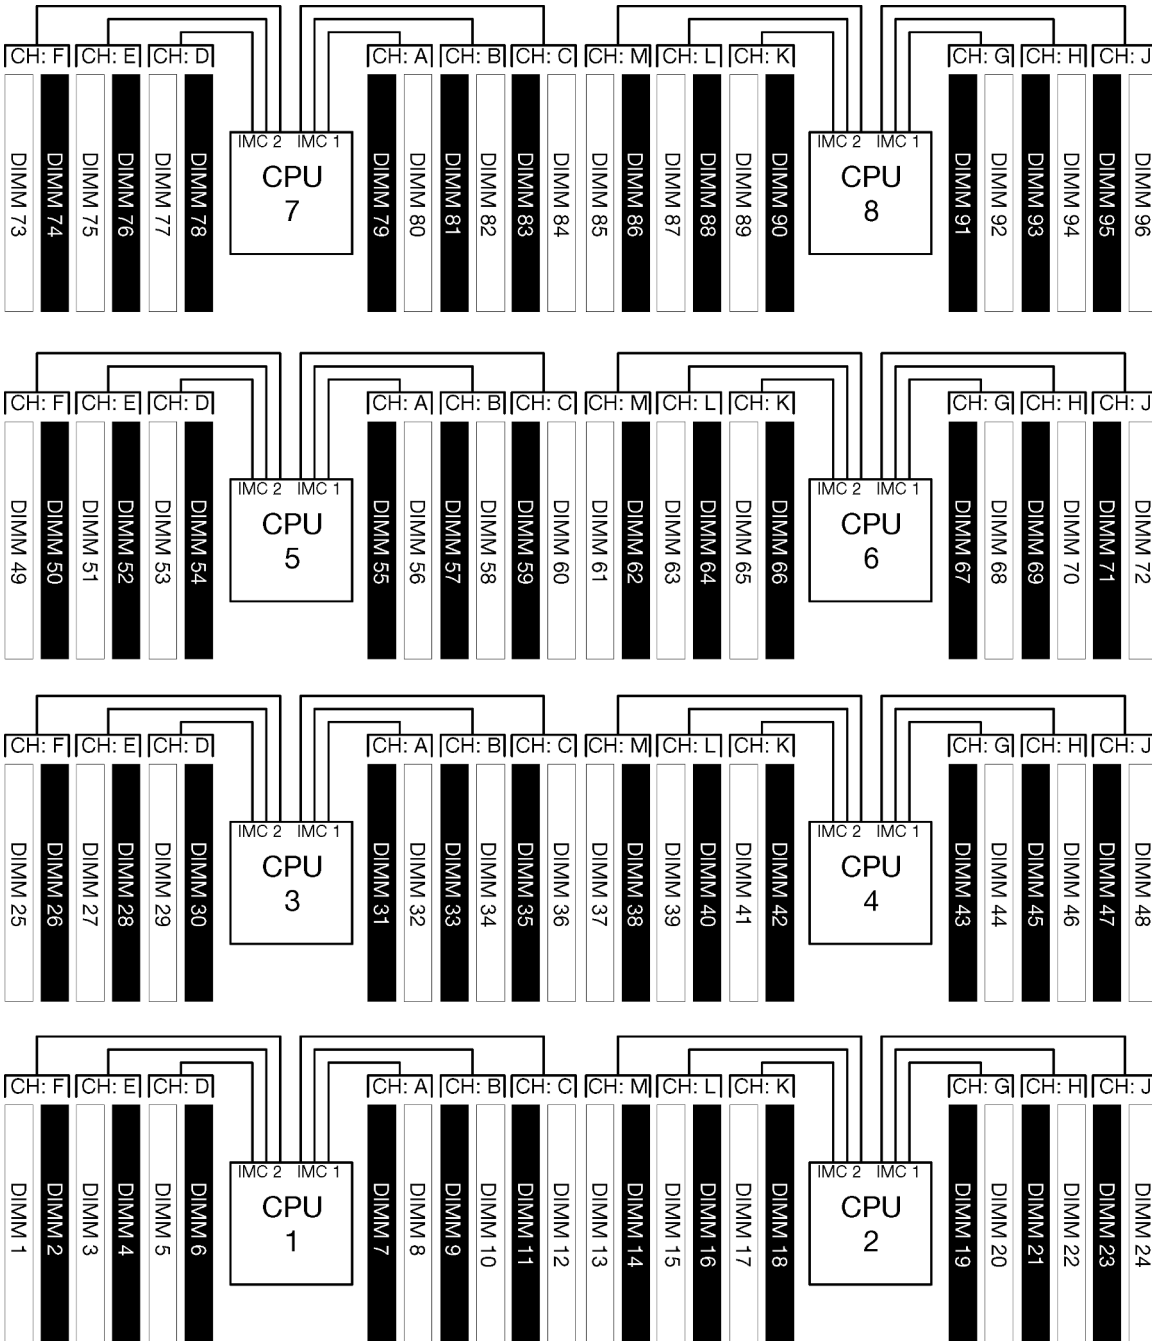 CH: F CH: E CH: D CH: A CH: B CH: C CH: M CH: L CH: K CH: G CH: H CH: J
IMC 2 IMC 1 IMC 2 IMC 1
CPU 7 CPU 8
DIMM 73 DIMM 74 DIMM 75 DIMM 76 DIMM 77 DIMM 78 DIMM 79 DIMM 80 DIMM 81 DIMM 82 DIMM 83 DIMM 84 DIMM 85 DIMM 86 DIMM 87 DIMM 88 DIMM 89 DIMM 90 DIMM 91 DIMM 92 DIMM 93 DIMM 94 DIMM 95 DIMM 96
CH: F CH: E CH: D CH: A CH: B CH: C CH: M CH: L CH: K CH: G CH: H CH: J
IMC 2 IMC 1 IMC 2 IMC 1
CPU 5 CPU 6
DIMM 49 DIMM 50 DIMM 51 DIMM 52 DIMM 53 DIMM 54 DIMM 55 DIMM 56 DIMM 57 DIMM 58 DIMM 59 DIMM 60 DIMM 61 DIMM 62 DIMM 63 DIMM 64 DIMM 65 DIMM 66 DIMM 67 DIMM 68 DIMM 69 DIMM 70 DIMM 71 DIMM 72
CH: F CH: E CH: D CH: A CH: B CH: C CH: M CH: L CH: K CH: G CH: H CH: J
IMC 2 IMC 1 IMC 2 IMC 1
CPU 3 CPU 4
DIMM 25 DIMM 26 DIMM 27 DIMM 28 DIMM 29 DIMM 30 DIMM 31 DIMM 32 DIMM 33 DIMM 34 DIMM 35 DIMM 36 DIMM 37 DIMM 38 DIMM 39 DIMM 40 DIMM 41 DIMM 42 DIMM 43 DIMM 44 DIMM 45 DIMM 46 DIMM 47 DIMM 48
CH: F CH: E CH: D CH: A CH: B CH: C CH: M CH: L CH: K CH: G CH: H CH: J
IMC 2 IMC 1 IMC 2 IMC 1
CPU 1 CPU 2
DIMM 1 DIMM 2 DIMM 3 DIMM 4 DIMM 5 DIMM 6 DIMM 7 DIMM 8 DIMM 9 DIMM 10 DIMM 11 DIMM 12 DIMM 13 DIMM 14 DIMM 15 DIMM 16 DIMM 17 DIMM 18 DIMM 19 DIMM 20 DIMM 21 DIMM 22 DIMM 23 DIMM 24